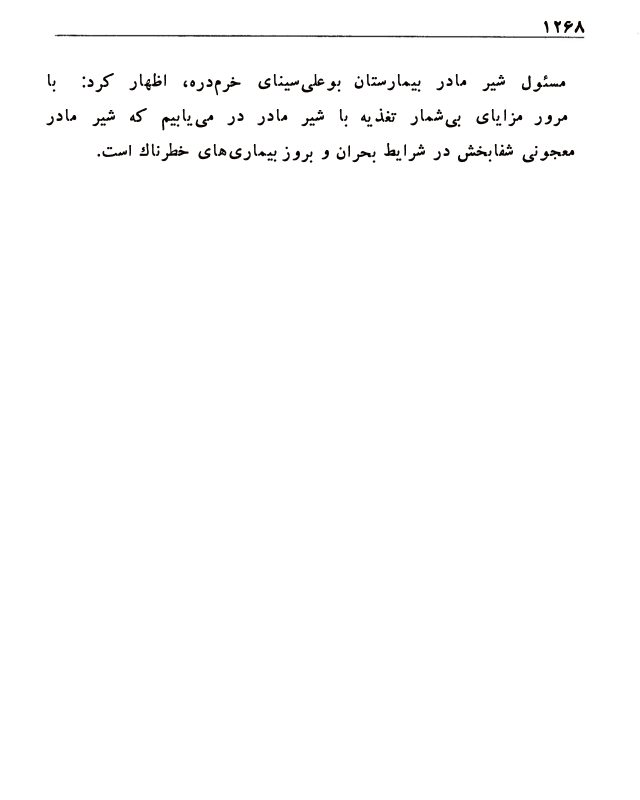 ۱۲۶۸
مسئول شیر مادر بیمارستان بوعلی‌سینای خرم‌دره، اظهار کرد: با
مرور مزایای بی‌شمار تغذیه با شیر مادر در می‌یابیم که شیر مادر
معجونی شفابخش در شرایط بحران و بروز بیماری‌های خطرناك است.